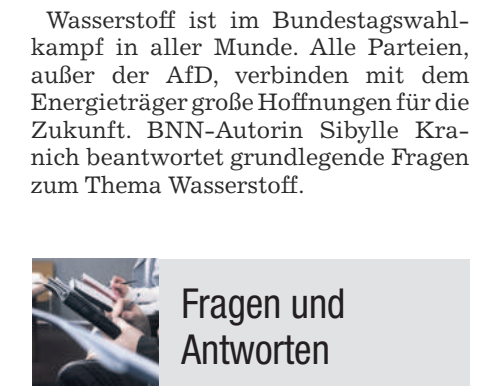 Wasserstoff ist im Bundestagswahl-
kampf in aller Munde. Alle Parteien,
außer der AfD, verbinden mit dem
Energieträger große Hoffnungen für die
Zukunft. BNN-Autorin Sibylle Kra-
nich beantwortet grundlegende Fragen
zum Thema Wasserstoff.
Fragen und
Antworten